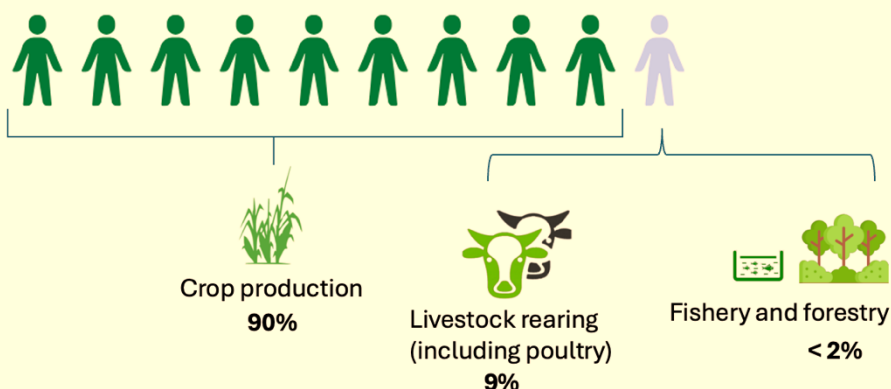 Crop production
90%
Livestock rearing
(including poultry)
9%
Fishery and forestry
< 2%